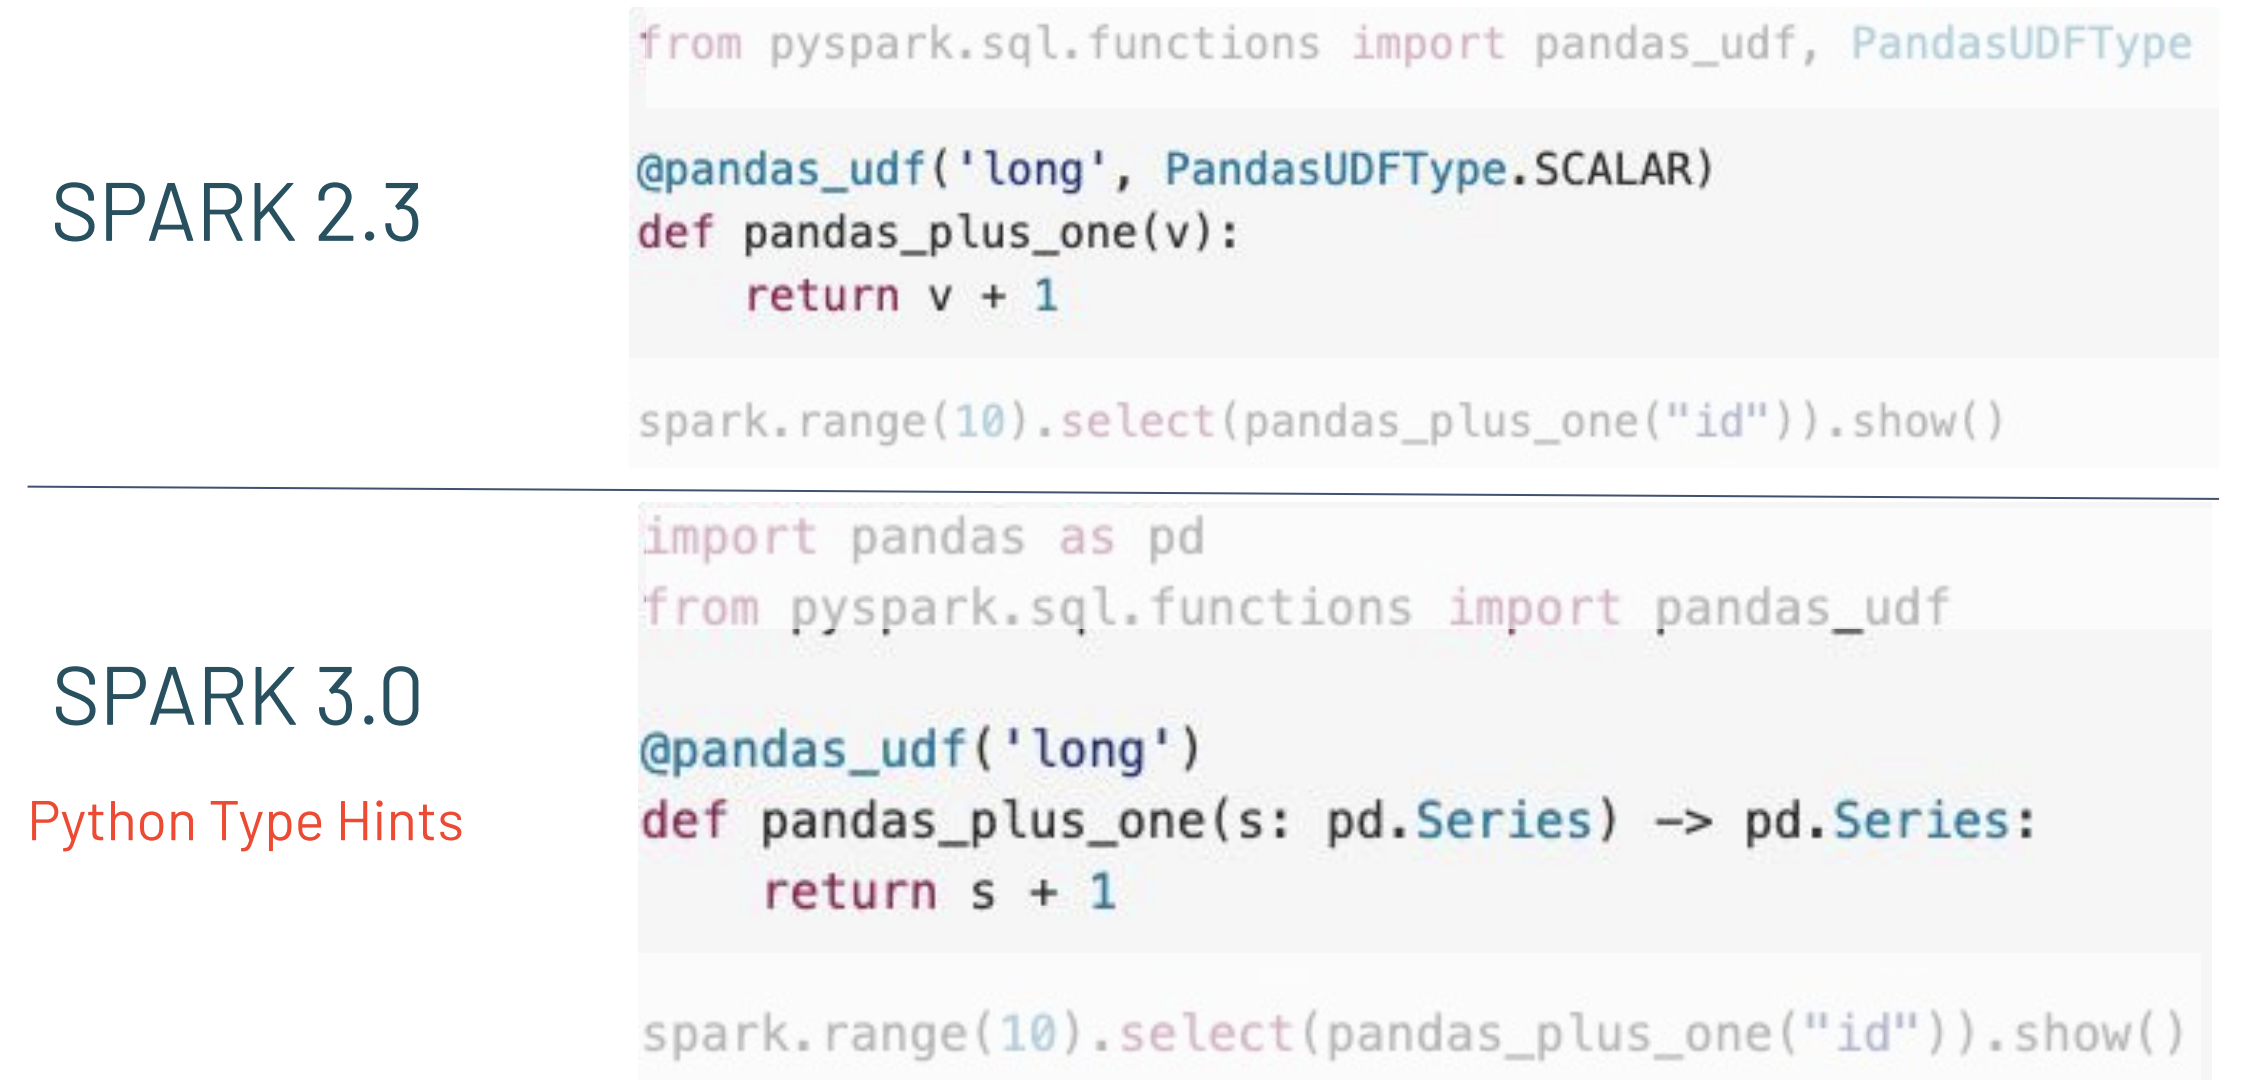 SPARK 2.3
from pyspark.sql.functions import pandas_udf, PandasUDFType
@pandas_udf('long', PandasUDFType.SCALAR)
def pandas_plus_one(v):
    return v + 1
spark.range(10).select(pandas_plus_one("id")).show()
SPARK 3.0
Python Type Hints
import pandas as pd
from pyspark.sql.functions import pandas_udf
@pandas_udf('long')
def pandas_plus_one(s: pd.Series) -> pd.Series:
    return s + 1
spark.range(10).select(pandas_plus_one("id")).show()